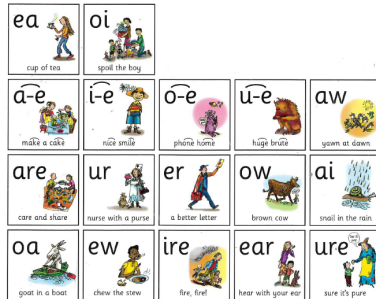 ea
cup of tea
oi
spoil the boy
a-e
make a cake
i-e
nice smile
o-e
phone home
u-e
huge brute
aw
yawn at dawn
are
care and share
ur
nurse with a purse
er
a better letter
ow
brown cow
ai
snail in the rain
oa
goat in a boat
ew
chew the stew
ire
fire, fire!
ear
hear with your ear
ure
sure it's pure